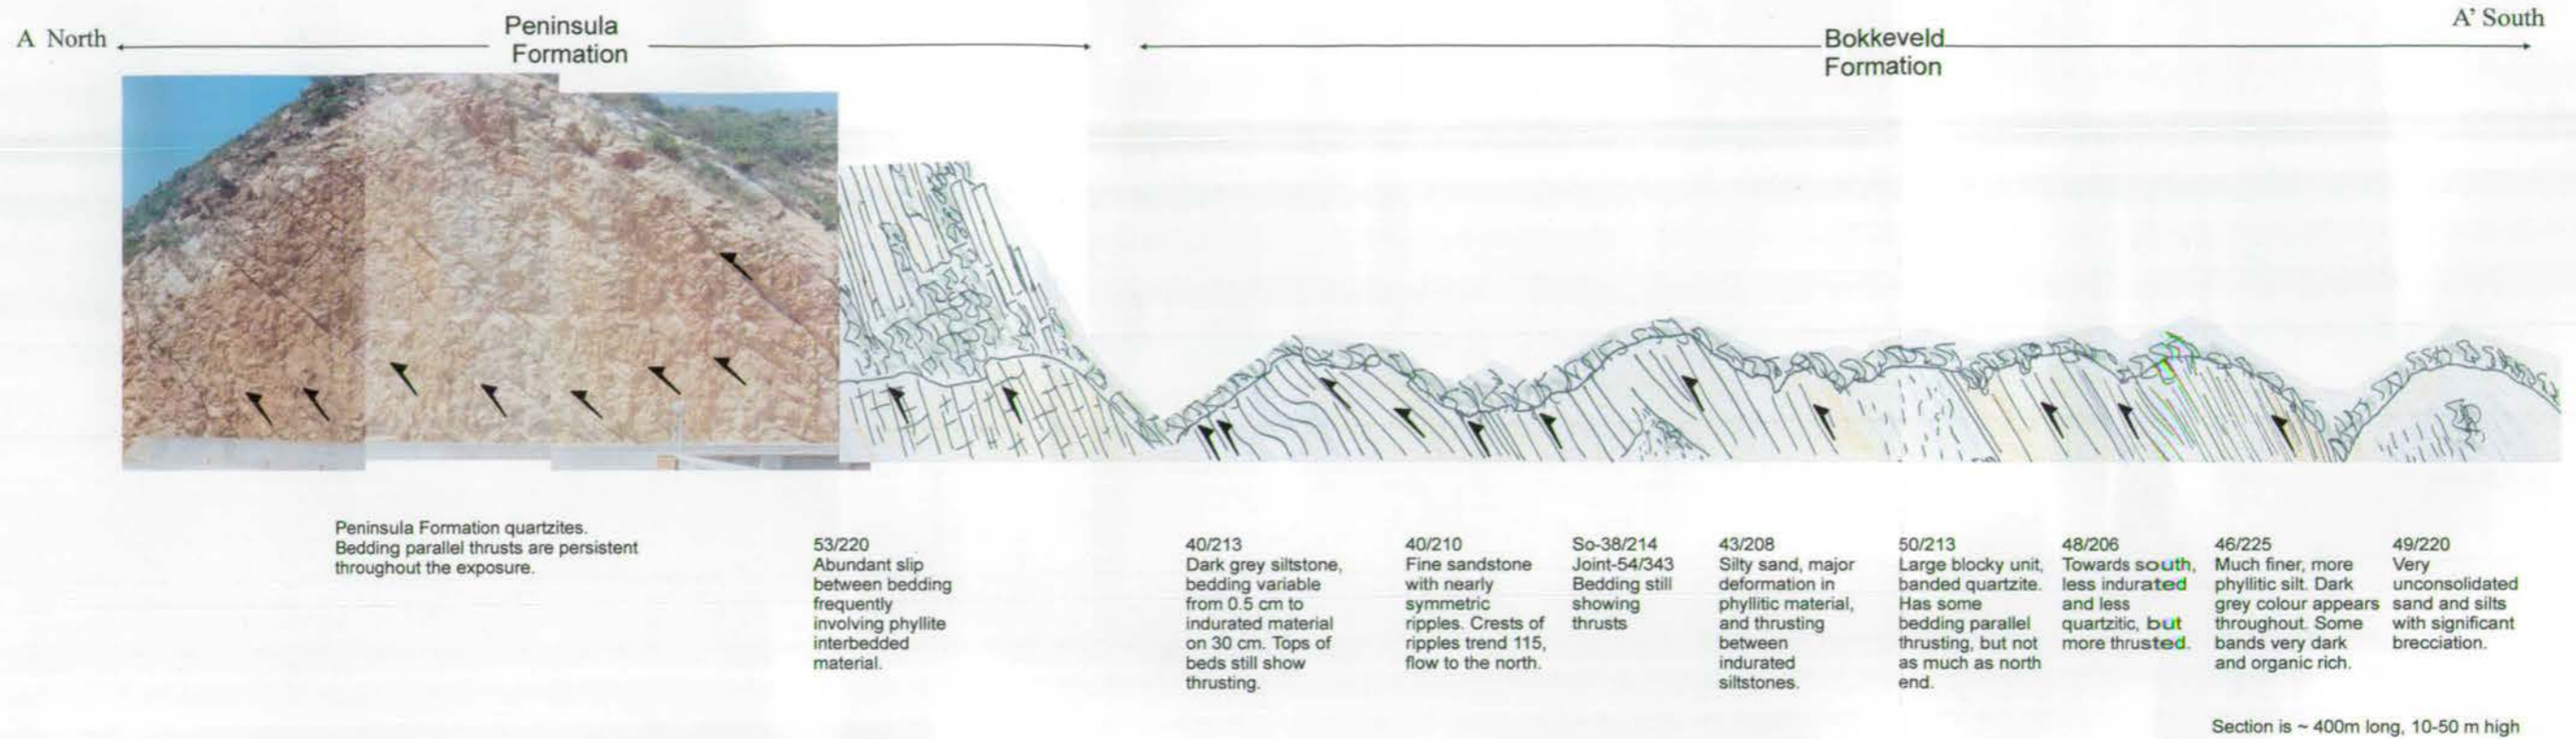 A North
Peninsula
Formation
Bokkeveld
Formation
A' South
Peninsula Formation quartzites.
Bedding parallel thrusts are persistent
throughout the exposure.
53/220
Abundant slip
between bedding
frequently
involving phyllite
interbedded
material.
40/213
Dark grey siltstone,
bedding variable
from 0.5 cm to
indurated material
on 30 cm. Tops of
beds still show
thrusting.
40/210
Fine sandstone
with nearly
symmetric
ripples. Crests of
ripples trend 115,
flow to the north.
So-38/214
Joint-54/343
Bedding still
showing
thrusts
43/208
Silty sand, major
deformation in
phyllitic material,
and thrusting
between
indurated
siltstones.
50/213
Large blocky unit,
banded quartzite.
Has some
bedding parallel
thrusting, but not
as much as north
end.
48/206
Towards south,
less indurated
and less
quartzitic, but
more thrusted.
46/225
Much finer, more
phyllitic silt. Dark
grey colour appears
throughout. Some
bands very dark
and organic rich.
49/220
Very
unconsolidated
sand and silts
with significant
brecciation.
Section is ~ 400m long, 10-50 m high